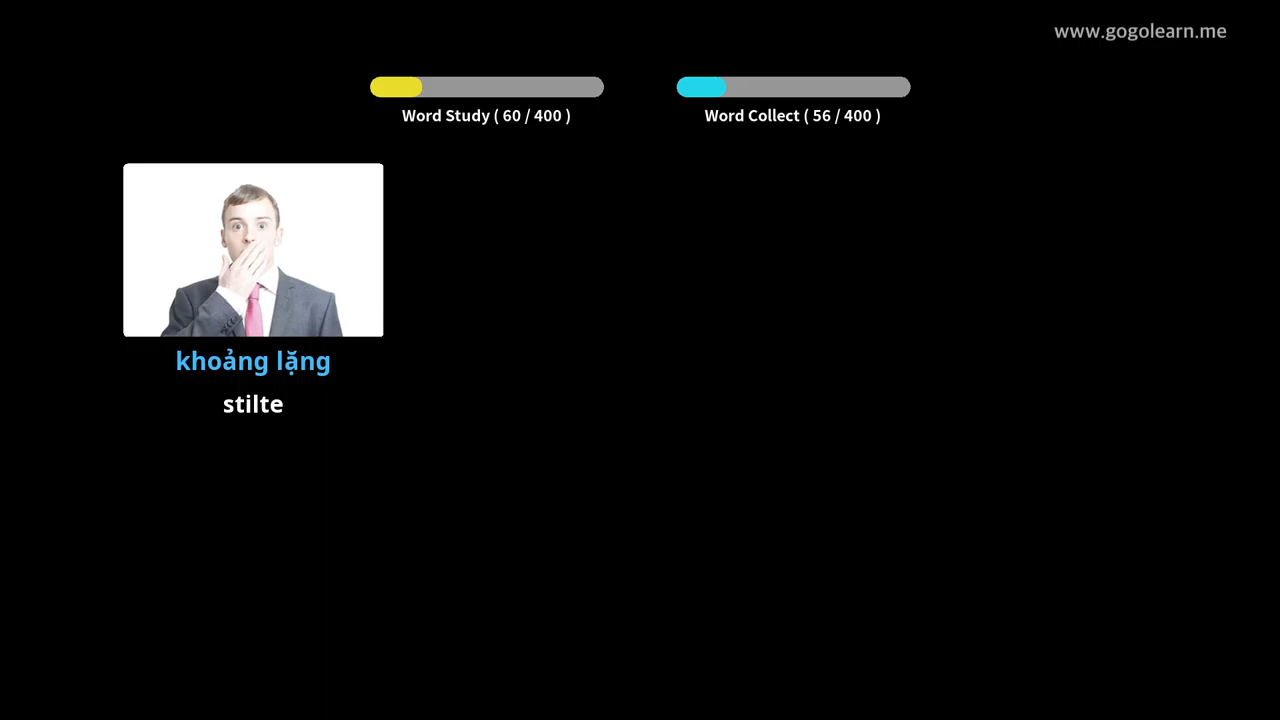 www.gogolearn.me
Word Study ( 60 / 400 )
Word Collect ( 56 / 400 )
khoảng lặng
stilte